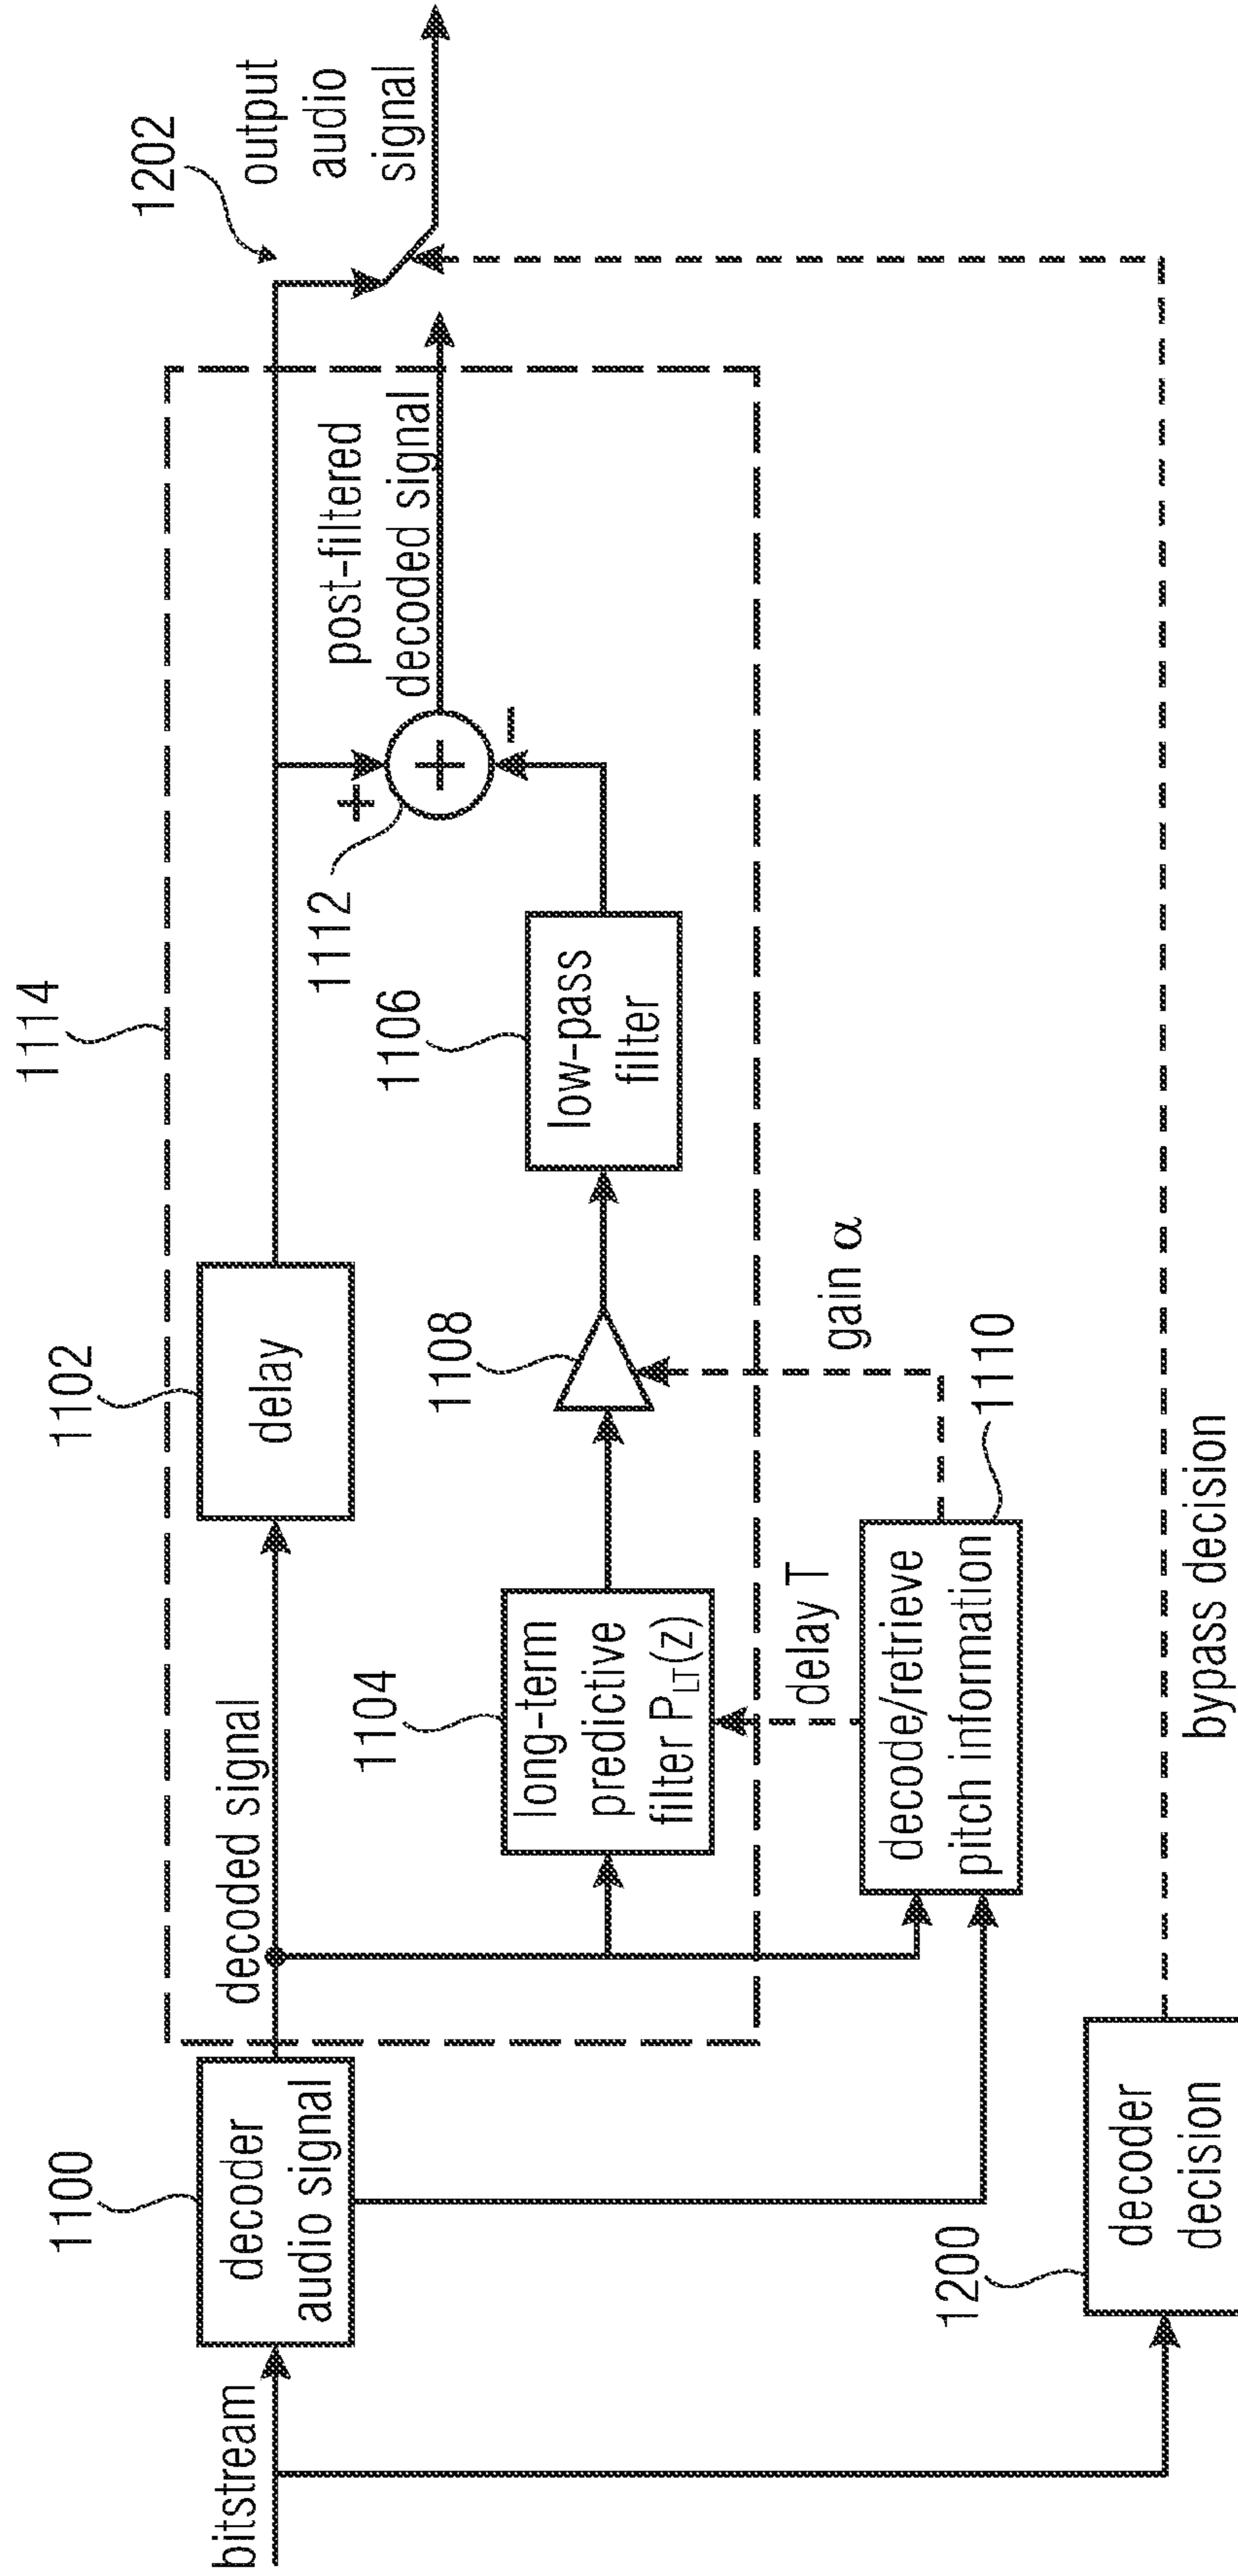 bitstream
1100
decoder
audio signal
decoded signal
1102
delay
1114
1104
long-term
predictive
filter P_LT(z)
1108
1106
low-pass
filter
1112
+
+
−
post-filtered
decoded signal
1202
output
audio
signal
delay T
gain α
decode/retrieve
pitch information
1110
1200
decoder
decision
bypass decision